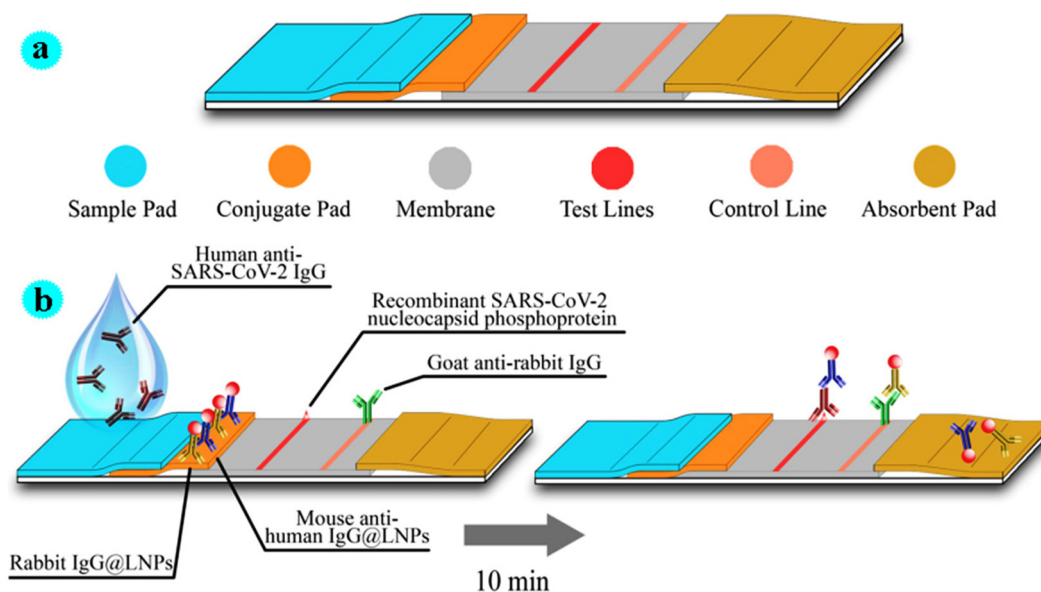 a
Sample Pad
Conjugate Pad
Membrane
Test Lines
Control Line
Absorbent Pad
b
Human anti-
SARS-CoV-2 IgG
Recombinant SARS-CoV-2
nucleocapsid phosphoprotein
Goat anti-rabbit IgG
Mouse anti-
human IgG@LNPs
Rabbit IgG@LNPs
10 min